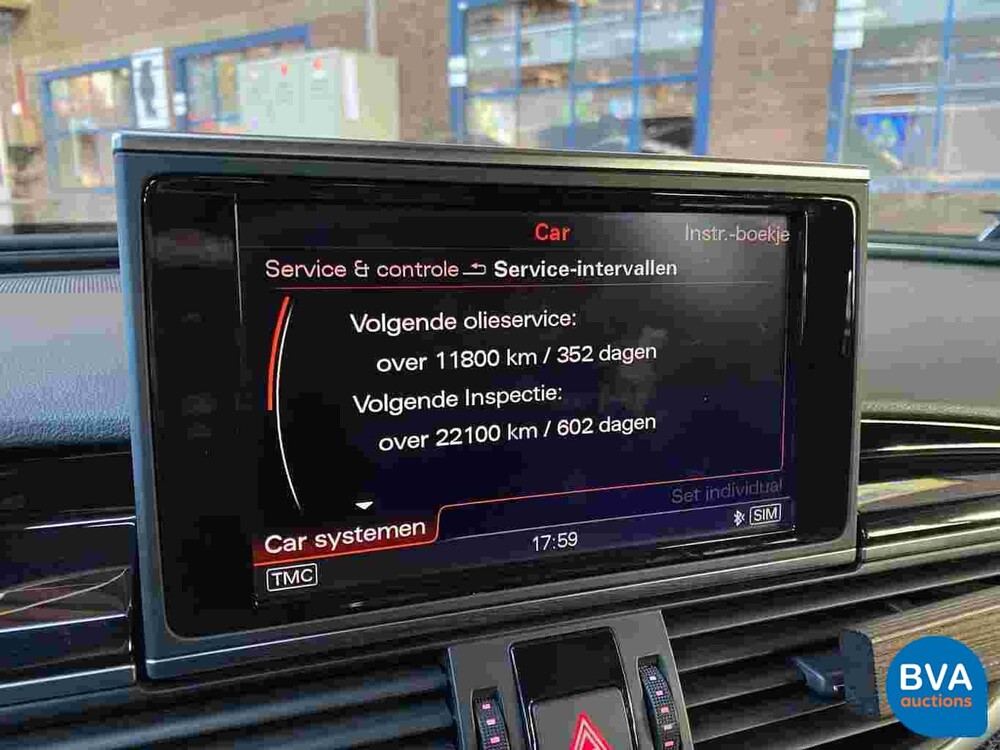 Car
Instr.-boekje
Service & controle Service-intervallen
Volgende olieservice:
over 11800 km / 352 dagen
Volgende Inspectie:
over 22100 km / 602 dagen
Set individual
Car systemen
17:59
SIM
TMC
BVA
auctions